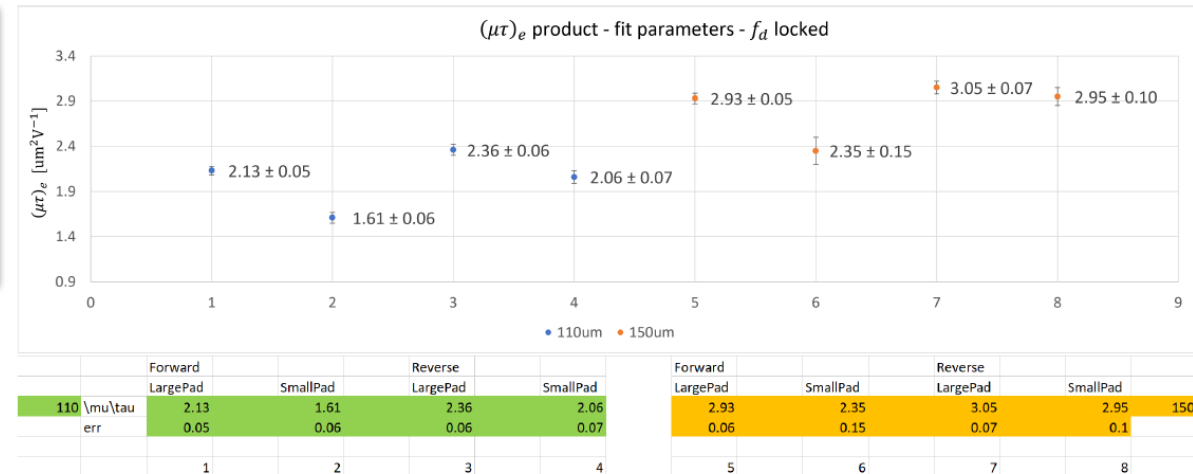 (μτ)ₑ product - fit parameters - f_d locked
(μτ)ₑ [um²V⁻¹]
3.4
2.9
2.4
1.9
1.4
0.9
2.13 ± 0.05
1.61 ± 0.06
2.36 ± 0.06
2.06 ± 0.07
2.93 ± 0.05
2.35 ± 0.15
3.05 ± 0.07
2.95 ± 0.10
0 1 2 3 4 5 6 7 8 9
110um 150um
Forward Reverse Forward Reverse
LargePad SmallPad LargePad SmallPad LargePad SmallPad LargePad SmallPad
110 \mu\tau 2.13 1.61 2.36 2.06 2.93 2.35 3.05 2.95 150
err 0.05 0.06 0.06 0.07 0.06 0.15 0.07 0.1
1 2 3 4 5 6 7 8